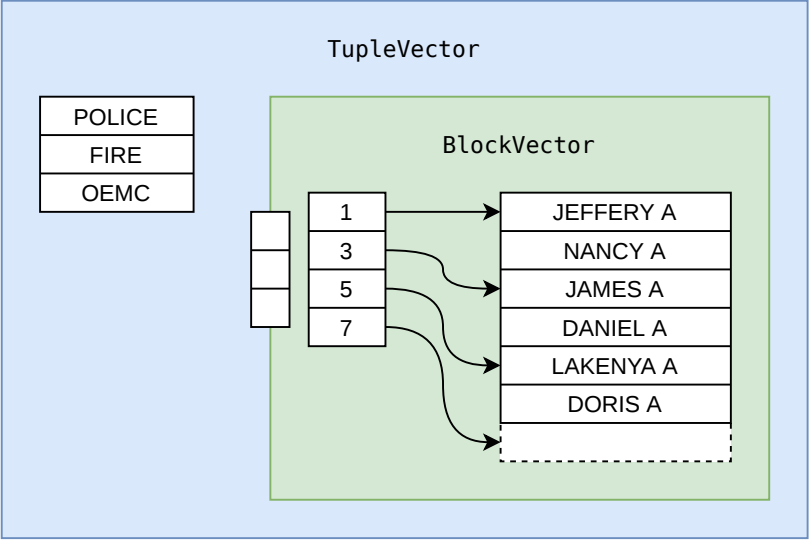 TupleVector
POLICE
FIRE
OEMC
BlockVector
1
3
5
7
JEFFERY A
NANCY A
JAMES A
DANIEL A
LAKENYA A
DORIS A